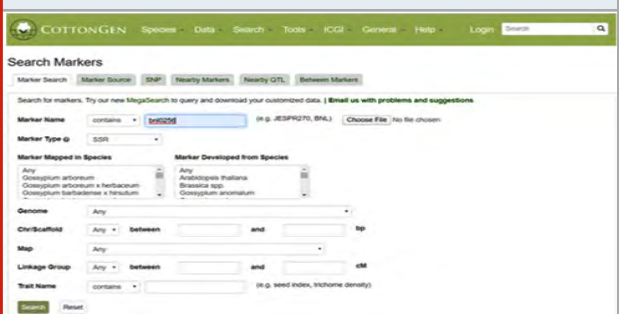 COTTONGEN Species Data Search Tools ICGI General Help Login Search
Search Markers
Marker Search Marker Source SNP Nearby Markers Nearby QTL Between Markers
Search for markers. Try our new MegaSearch to query and download your customized data. | Email us with problems and suggestions
Marker Name contains (e.g. JESPR270, BNL) Choose File No file chosen
Marker Type SSR
Marker Mapped in Species Marker Developed from Species
Any Any
Gossypium arboreum Arabidopsis thaliana
Gossypium arboreum x herbaceum Brassica spp.
Gossypium barbadense x hirsutum Gossypium anomalum
Genome Any
Chr/Scaffold Any between and bp
Map Any
Linkage Group Any between and cM
Trait Name contains (e.g. seed index, trichome density)
Search Reset